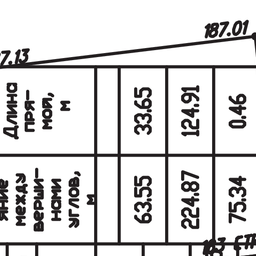 187.01
7.13
Длина
пря-
мой,
м
33.65
124.91
0.46
яние
между
верши-
нами
углов,
м
63.55
224.87
75.34